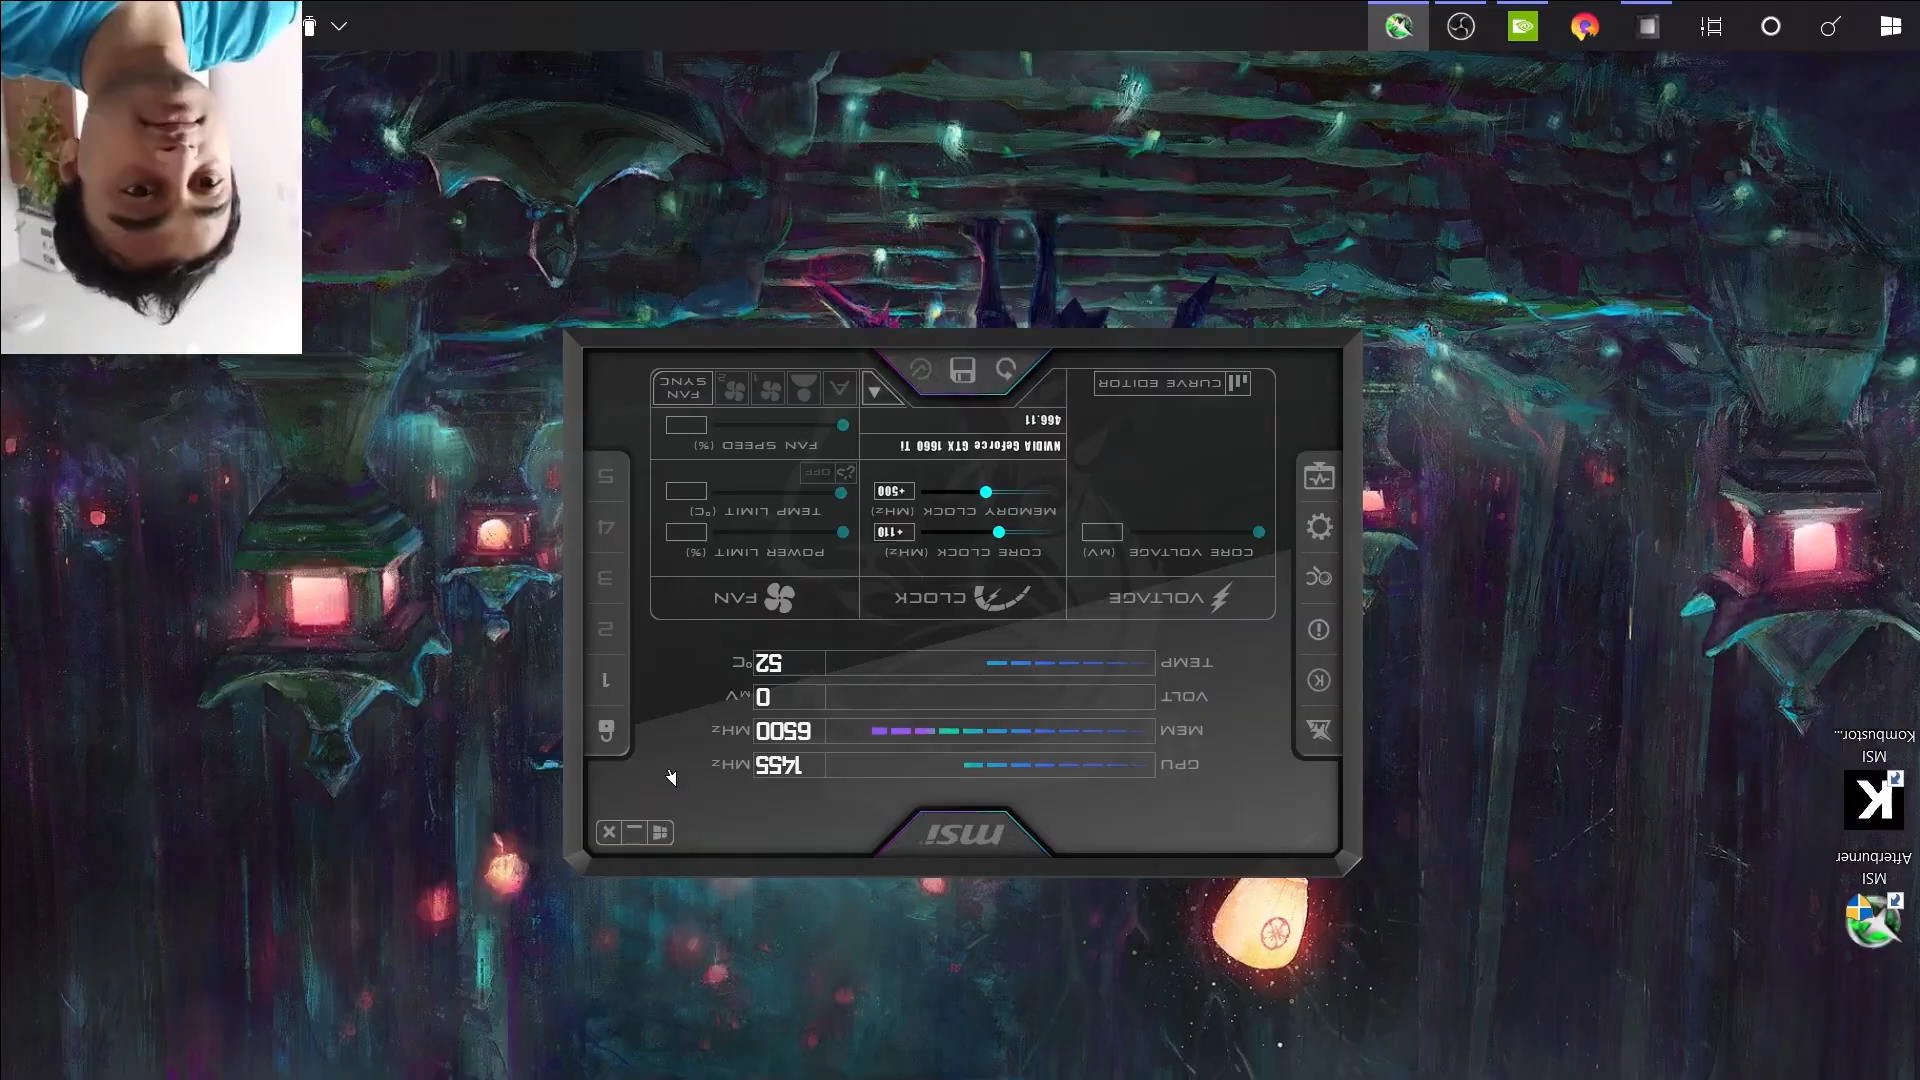 MSI
Afterburner
MSI
Kombustor...
msi
GPU 1455 MHz
MEM 6500 MHz
VOLT 0 MV
TEMP 52 °C
1
2
3
4
5
VOLTAGE
CLOCK
FAN
CORE VOLTAGE (MV)
CORE CLOCK (MHz)
+110
POWER LIMIT (%)
MEMORY CLOCK (MHz)
+500
TEMP LIMIT (°C)
OFF
NVIDIA GeForce GTX 1660 Ti
466.11
FAN SPEED (%)
CURVE EDITOR
A
1
2
FAN
SYNC